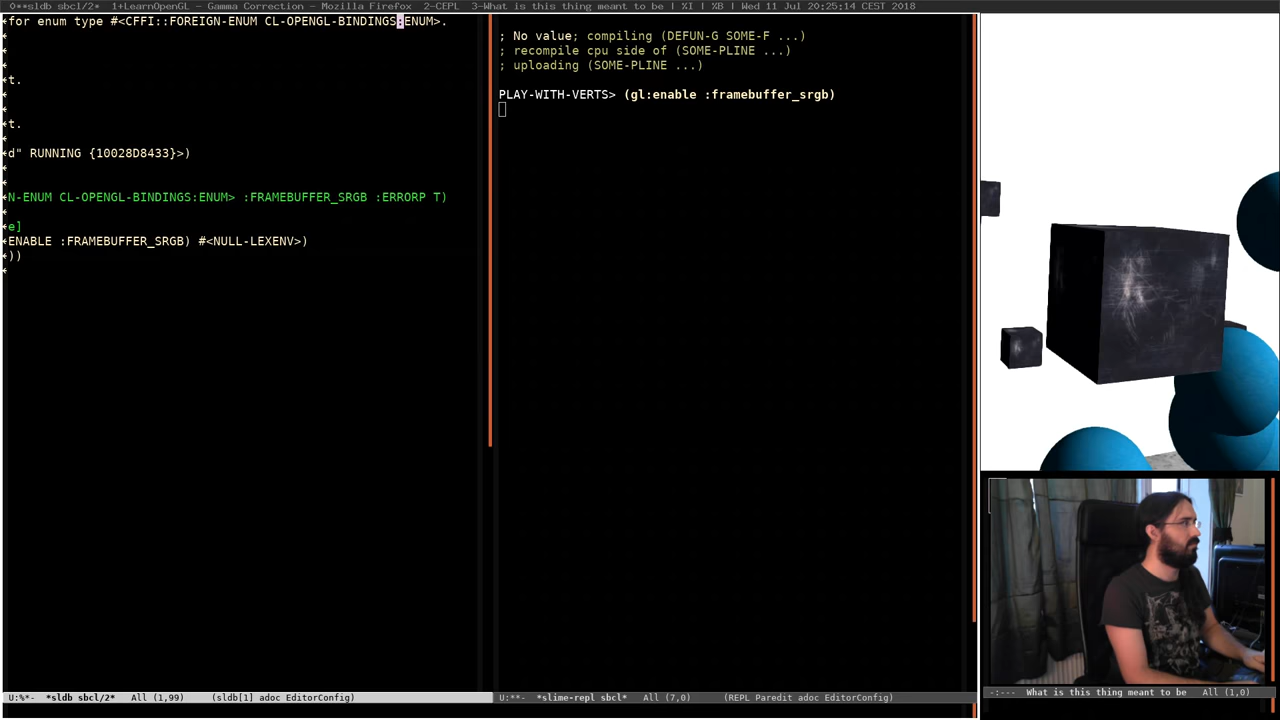 0**sldb sbcl/2*  1+LearnOpenGL – Gamma Correction – Mozilla Firefox  2-CEPL  3-What is this thing meant to be | %I | %B | Wed 11 Jul 20:25:14 CEST 2018
for enum type #<CFFI::FOREIGN-ENUM CL-OPENGL-BINDINGS:ENUM>.
t.
t.
d" RUNNING {10028D8433}>)
N-ENUM CL-OPENGL-BINDINGS:ENUM> :FRAMEBUFFER_SRGB :ERRORP T)
e]
ENABLE :FRAMEBUFFER_SRGB) #<NULL-LEXENV>)
))
U:%*-  *sldb sbcl/2*   All (1,99)    (sldb[1] adoc EditorConfig)
; No value; compiling (DEFUN-G SOME-F ...)
; recompile cpu side of (SOME-PLINE ...)
; uploading (SOME-PLINE ...)
PLAY-WITH-VERTS> (gl:enable :framebuffer_srgb)
U:**-  *slime-repl sbcl*   All (7,0)     (REPL Paredit adoc EditorConfig)
-:---  What is this thing meant to be   All (1,0)